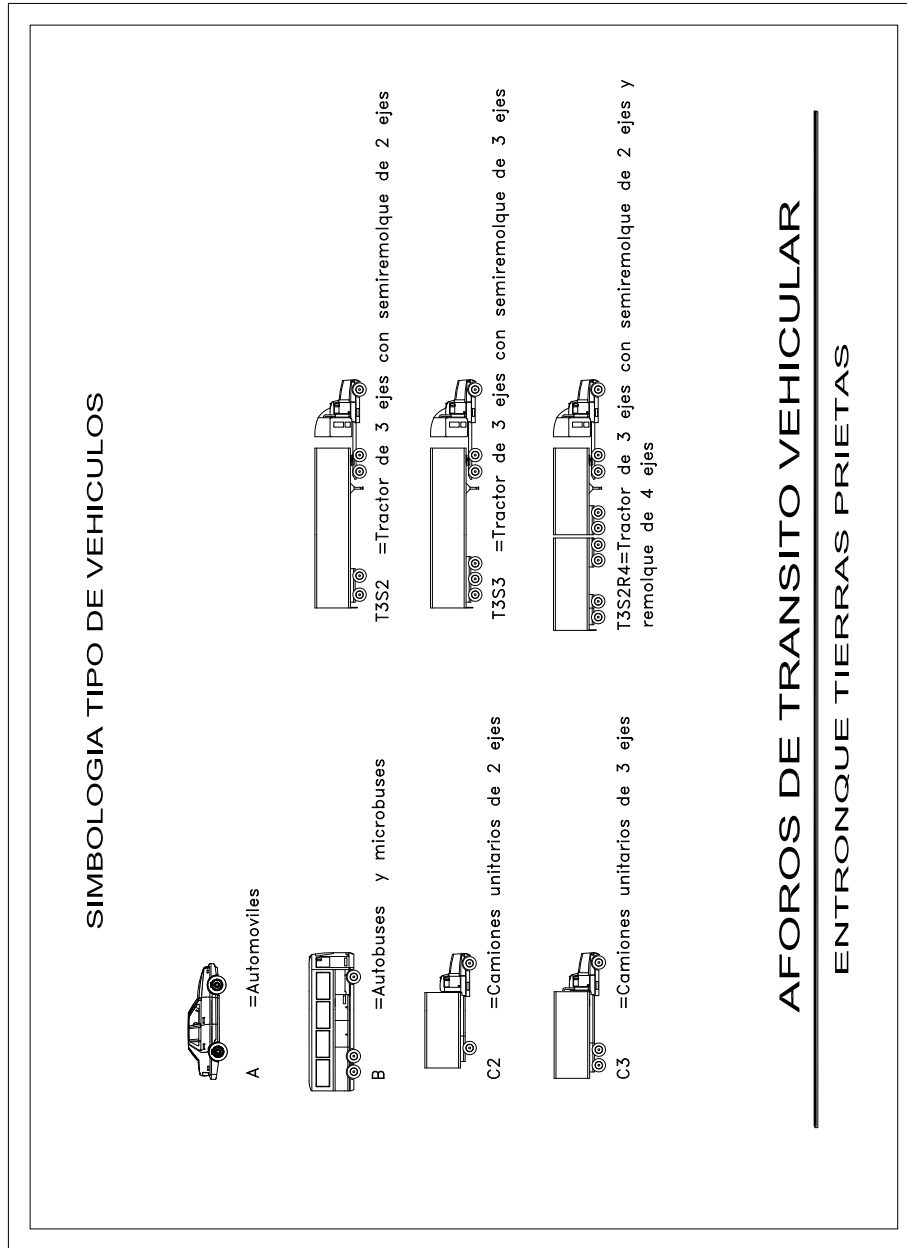 SIMBOLOGIA TIPO DE VEHICULOS
A =Automoviles
B =Autobuses y microbuses
C2 =Camiones unitarios de 2 ejes
C3 =Camiones unitarios de 3 ejes
T3S2 =Tractor de 3 ejes con semiremolque de 2 ejes
T3S3 =Tractor de 3 ejes con semiremolque de 3 ejes
T3S2R4=Tractor de 3 ejes con semiremolque de 2 ejes y
remolque de 4 ejes
AFOROS DE TRANSITO VEHICULAR
ENTRONQUE TIERRAS PRIETAS